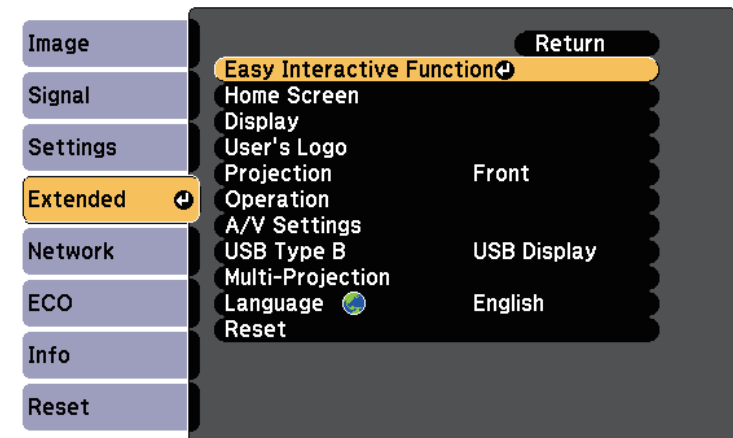 Image
Signal
Settings
Extended
Network
ECO
Info
Reset
Return
Easy Interactive Function
Home Screen
Display
User's Logo
Projection Front
Operation
A/V Settings
USB Type B USB Display
Multi-Projection
Language English
Reset